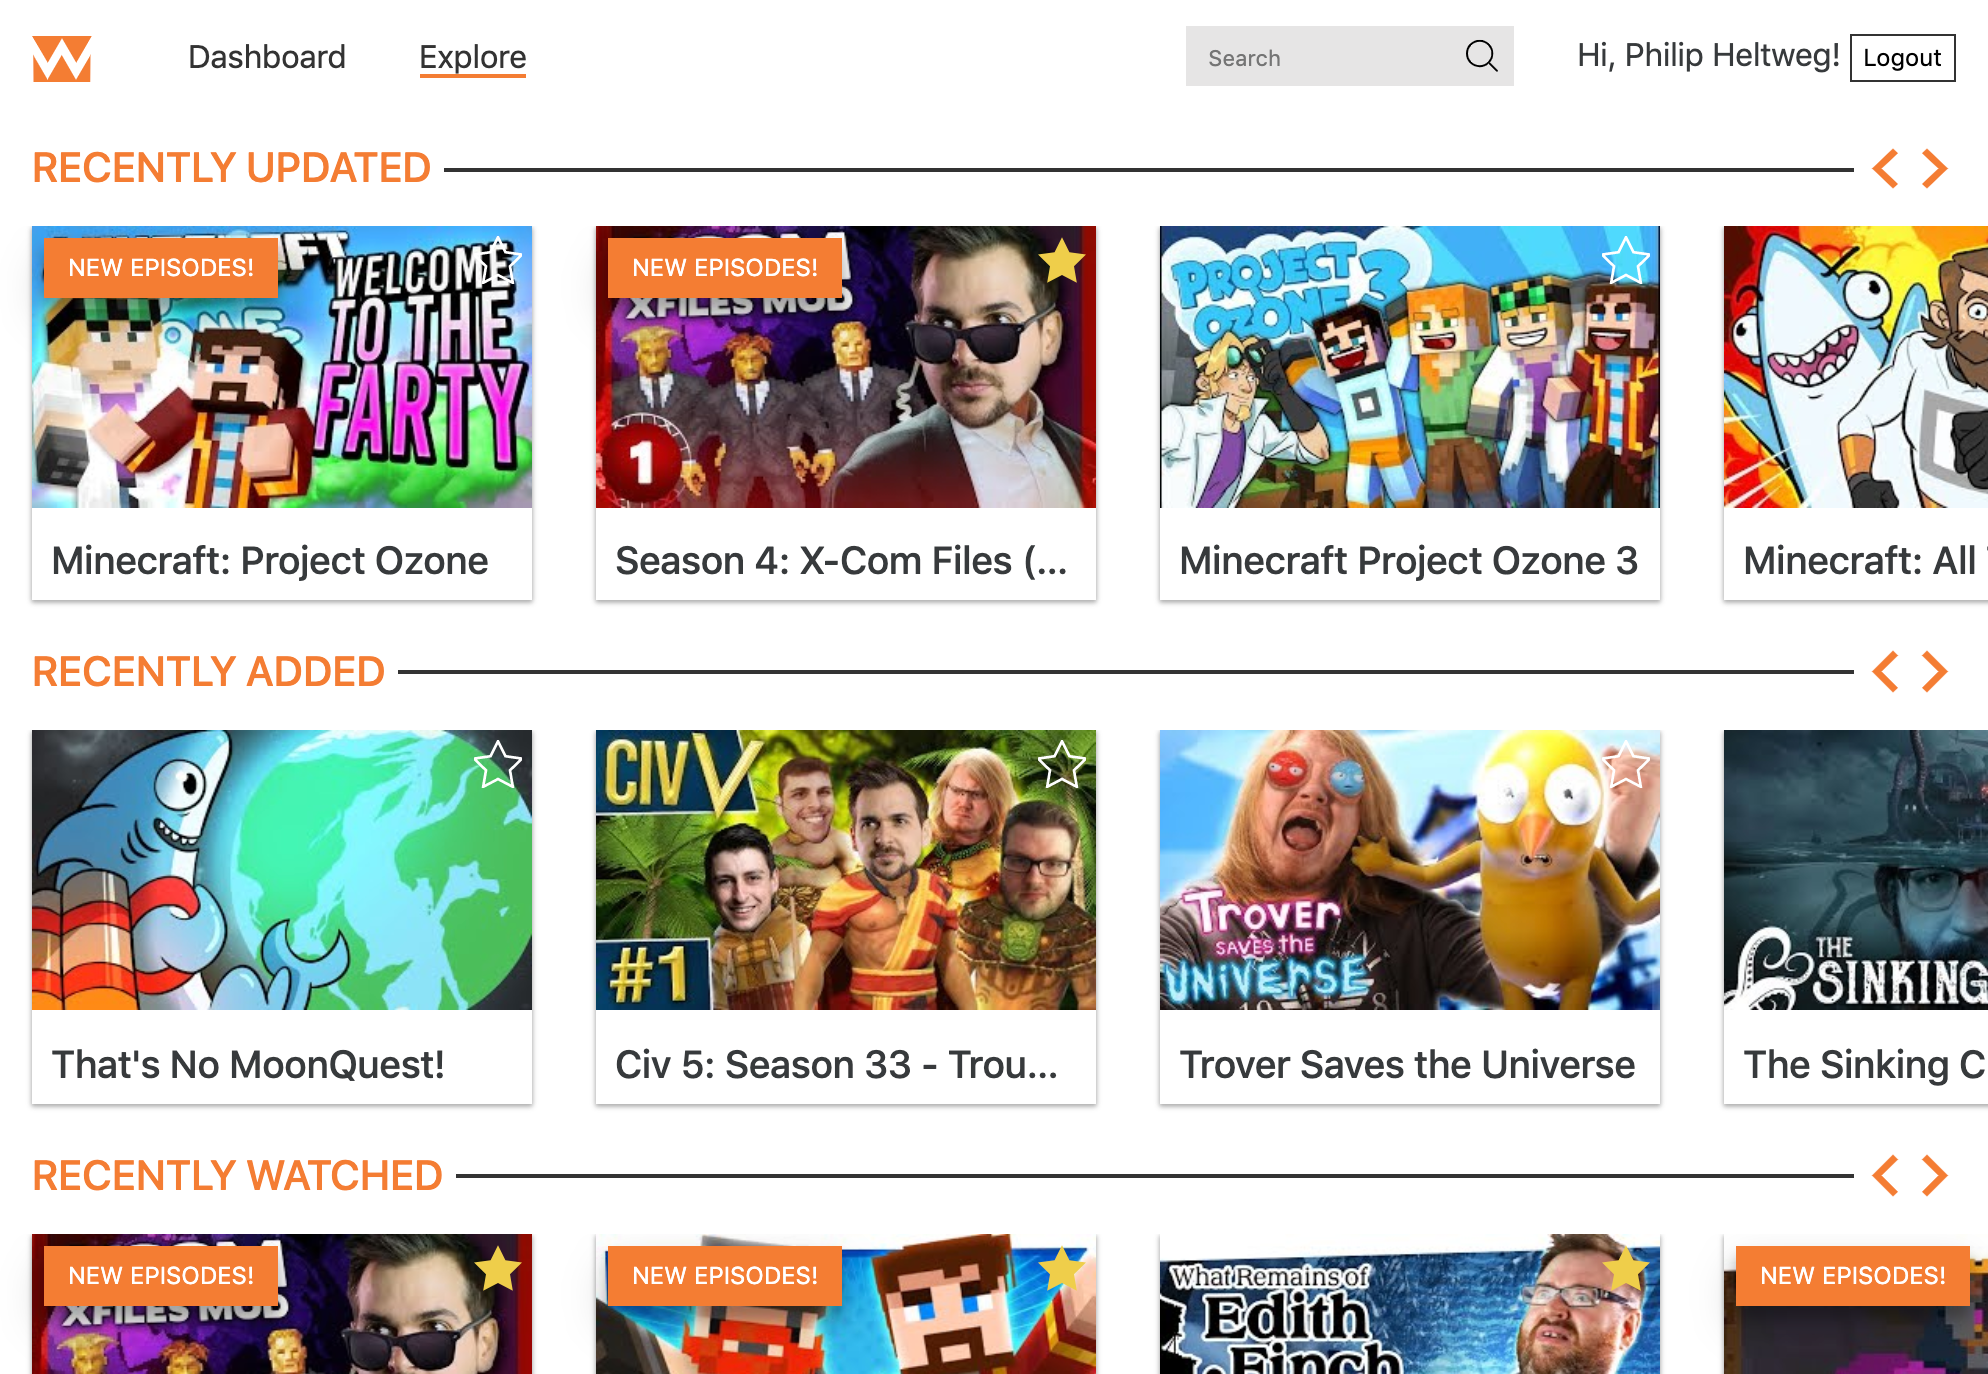 Dashboard
Explore
Search
Hi, Philip Heltweg!
Logout
RECENTLY UPDATED
NEW EPISODES!
WELCOME
TO THE
FARTY
Minecraft: Project Ozone
NEW EPISODES!
XFILES MOD
1
Season 4: X-Com Files (...
PROJECT
OZONE 3
Minecraft Project Ozone 3
Minecraft: All
RECENTLY ADDED
That's No MoonQuest!
CIV V
#1
Civ 5: Season 33 - Trou...
TROVER
SAVES THE
UNIVERSE
Trover Saves the Universe
THE
SINKING
The Sinking C
RECENTLY WATCHED
NEW EPISODES!
XFILES MOD
NEW EPISODES!
What Remains of
Edith
Finch
NEW EPISODES!